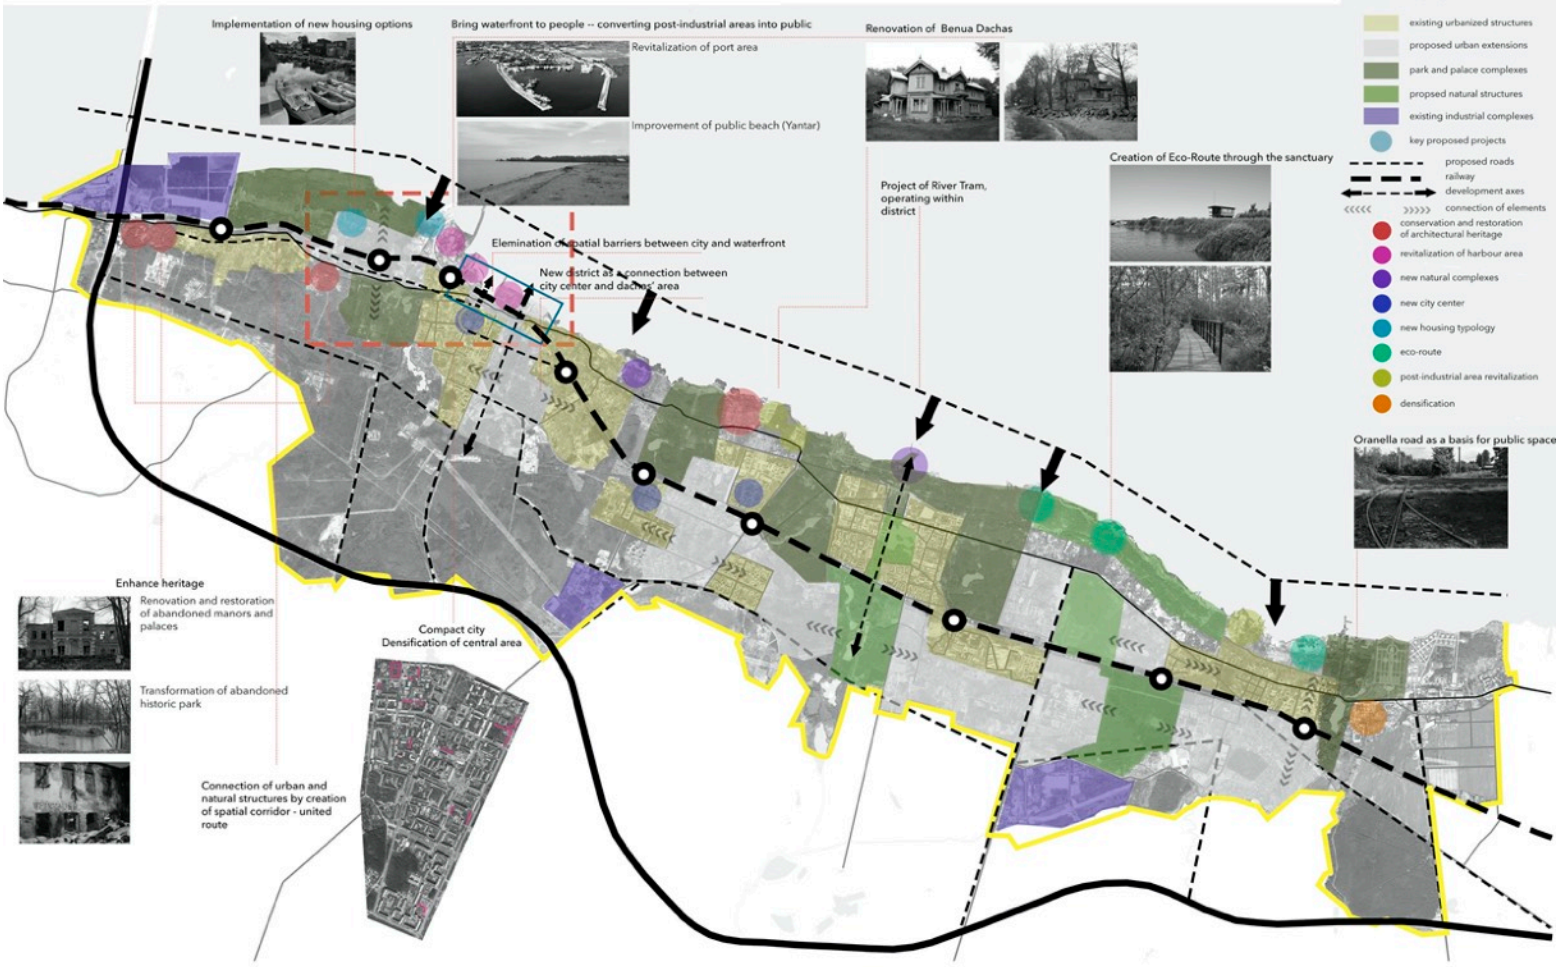 Implementation of new housing options
Bring waterfront to people -- converting post-industrial areas into public
Revitalization of port area
Improvement of public beach (Yantar)
Renovation of Benua Dachas
Project of River Tram,
operating within
district
Creation of Eco-Route through the sanctuary
Elemination of spatial barriers between city and waterfront
New district as a connection between
city center and dachas' area
existing urbanized structures
proposed urban extensions
park and palace complexes
propsed natural structures
existing industrial complexes
key proposed projects
proposed roads
railway
development axes
connection of elements
conservation and restoration
of architectural heritage
revitalization of harbour area
new natural complexes
new city center
new housing typology
eco-route
post-industrial area revitalization
densification
Oranella road as a basis for public space
Enhance heritage
Renovation and restoration
of abandoned manors and
palaces
Transformation of abandoned
historic park
Connection of urban and
natural structures by creation
of spatial corridor - united
route
Compact city
Densification of central area